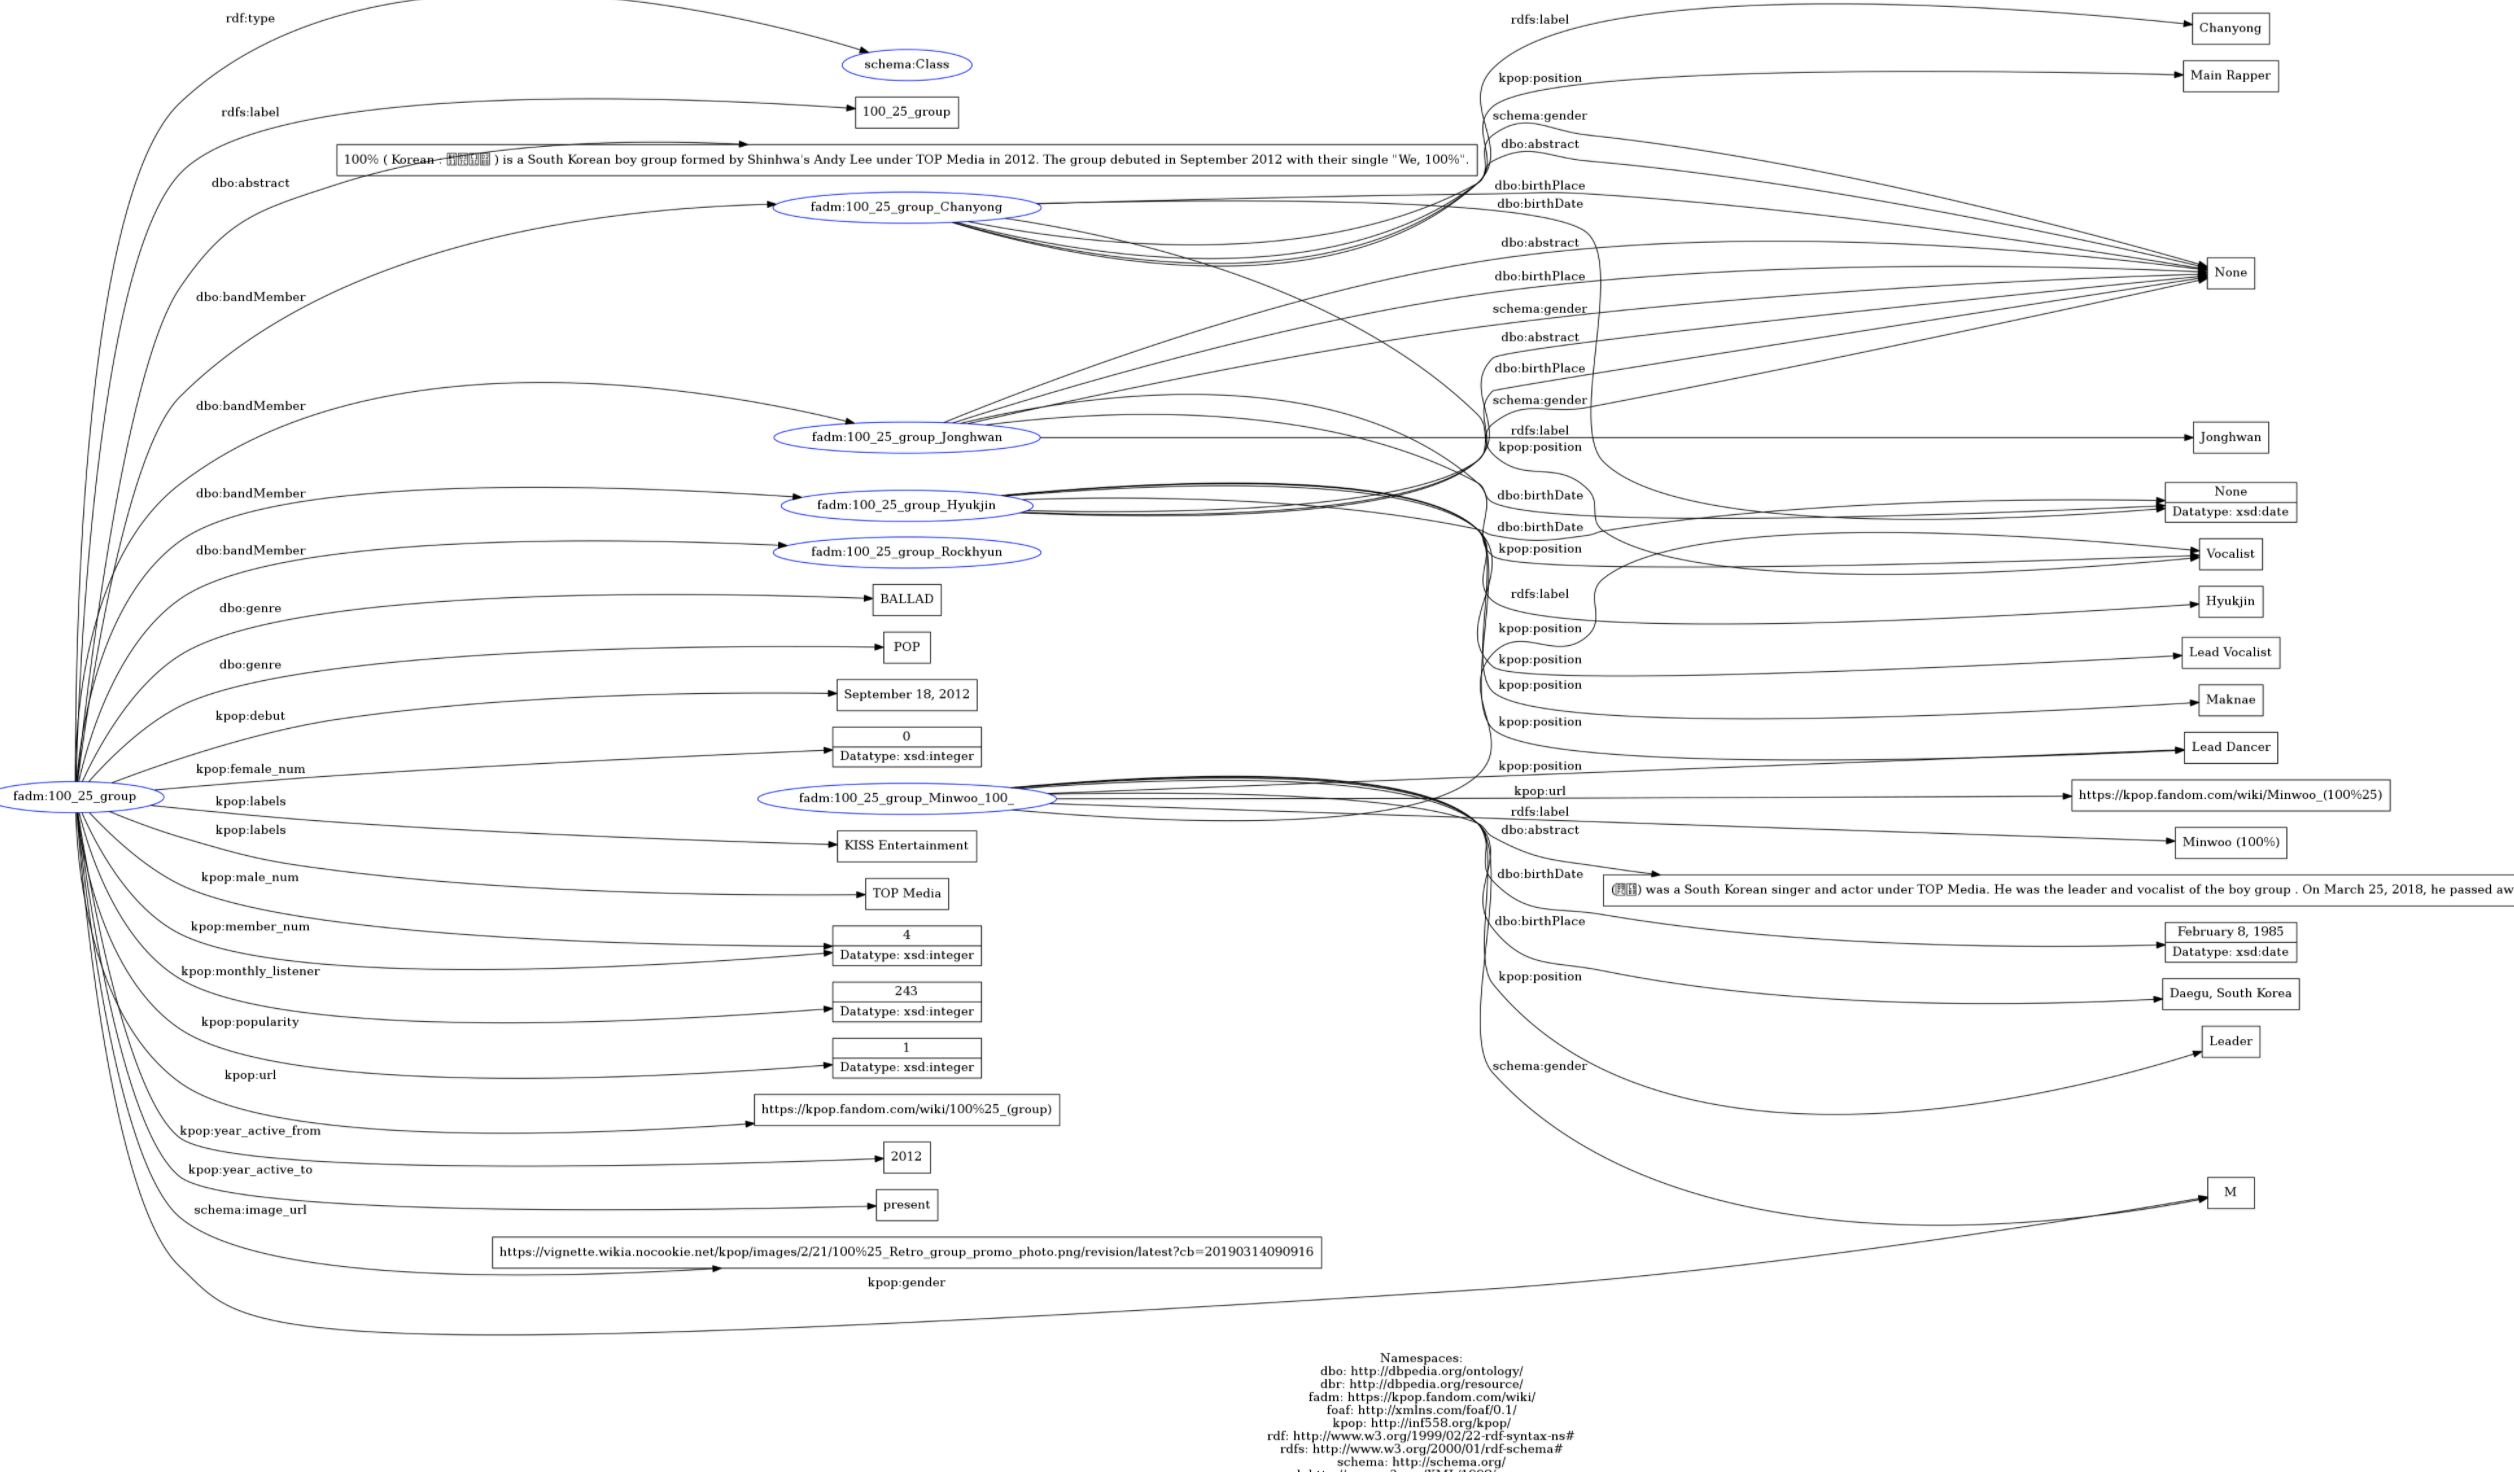 rdf:type
schema:Class
rdfs:label
100_25_group
dbo:abstract
100% ( Korean : ) is a South Korean boy group formed by Shinhwa's Andy Lee under TOP Media in 2012. The group debuted in September 2012 with their single "We, 100%".
dbo:bandMember
fadm:100_25_group_Chanyong
dbo:bandMember
fadm:100_25_group_Jonghwan
dbo:bandMember
fadm:100_25_group_Hyukjin
dbo:bandMember
fadm:100_25_group_Rockhyun
dbo:genre
BALLAD
dbo:genre
POP
kpop:debut
September 18, 2012
kpop:female_num
0
Datatype: xsd:integer
fadm:100_25_group
fadm:100_25_group_Minwoo_100_
kpop:labels
KISS Entertainment
kpop:labels
TOP Media
kpop:male_num
kpop:member_num
4
Datatype: xsd:integer
kpop:monthly_listener
243
Datatype: xsd:integer
kpop:popularity
1
Datatype: xsd:integer
kpop:url
https://kpop.fandom.com/wiki/100%25_(group)
kpop:year_active_from
2012
kpop:year_active_to
present
schema:image_url
https://vignette.wikia.nocookie.net/kpop/images/2/21/100%25_Retro_group_promo_photo.png/revision/latest?cb=20190314090916
kpop:gender
rdfs:label
Chanyong
kpop:position
Main Rapper
schema:gender
dbo:abstract
dbo:birthPlace
dbo:birthDate
dbo:abstract
dbo:birthPlace
None
schema:gender
dbo:abstract
dbo:birthPlace
schema:gender
rdfs:label
Jonghwan
kpop:position
dbo:birthDate
None
Datatype: xsd:date
dbo:birthDate
kpop:position
Vocalist
rdfs:label
Hyukjin
kpop:position
kpop:position
Lead Vocalist
kpop:position
Maknae
kpop:position
Lead Dancer
kpop:position
kpop:url
https://kpop.fandom.com/wiki/Minwoo_(100%25)
rdfs:label
Minwoo (100%)
dbo:abstract
() was a South Korean singer and actor under TOP Media. He was the leader and vocalist of the boy group . On March 25, 2018, he passed aw
dbo:birthDate
February 8, 1985
Datatype: xsd:date
dbo:birthPlace
Daegu, South Korea
kpop:position
Leader
schema:gender
M
Namespaces:
dbo: http://dbpedia.org/ontology/
dbr: http://dbpedia.org/resource/
fadm: https://kpop.fandom.com/wiki/
foaf: http://xmlns.com/foaf/0.1/
kpop: http://inf558.org/kpop/
rdf: http://www.w3.org/1999/02/22-rdf-syntax-ns#
rdfs: http://www.w3.org/2000/01/rdf-schema#
schema: http://schema.org/